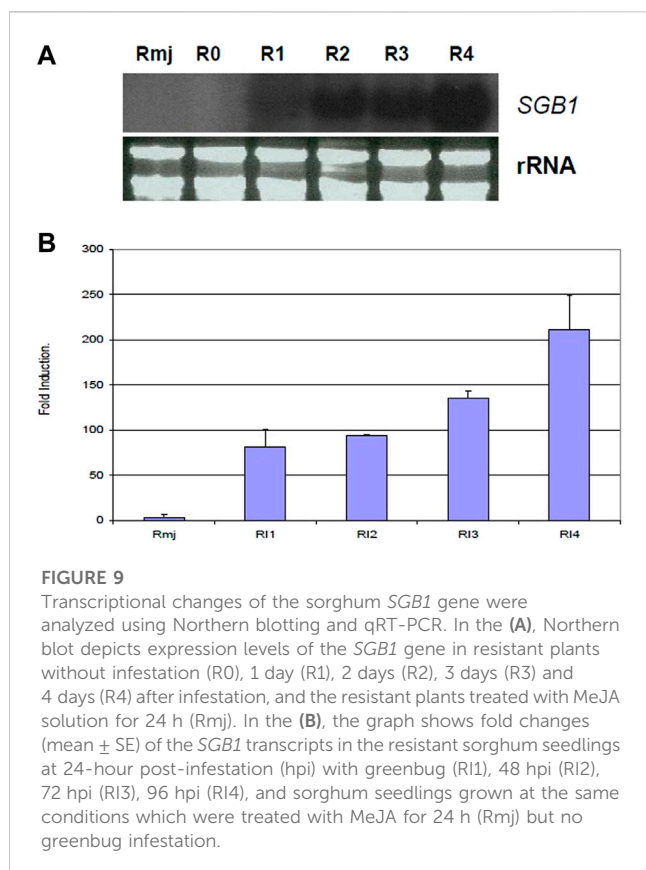 A
Rmj R0 R1 R2 R3 R4
SGB1
rRNA
B
300
250
200
150
100
50
0
Fold Induction.
Rmj RI1 RI2 RI3 RI4
FIGURE 9
Transcriptional changes of the sorghum SGB1 gene were
analyzed using Northern blotting and qRT-PCR. In the (A), Northern
blot depicts expression levels of the SGB1 gene in resistant plants
without infestation (R0), 1 day (R1), 2 days (R2), 3 days (R3) and
4 days (R4) after infestation, and the resistant plants treated with MeJA
solution for 24 h (Rmj). In the (B), the graph shows fold changes
(mean ± SE) of the SGB1 transcripts in the resistant sorghum seedlings
at 24-hour post-infestation (hpi) with greenbug (RI1), 48 hpi (RI2),
72 hpi (RI3), 96 hpi (RI4), and sorghum seedlings grown at the same
conditions which were treated with MeJA for 24 h (Rmj) but no
greenbug infestation.